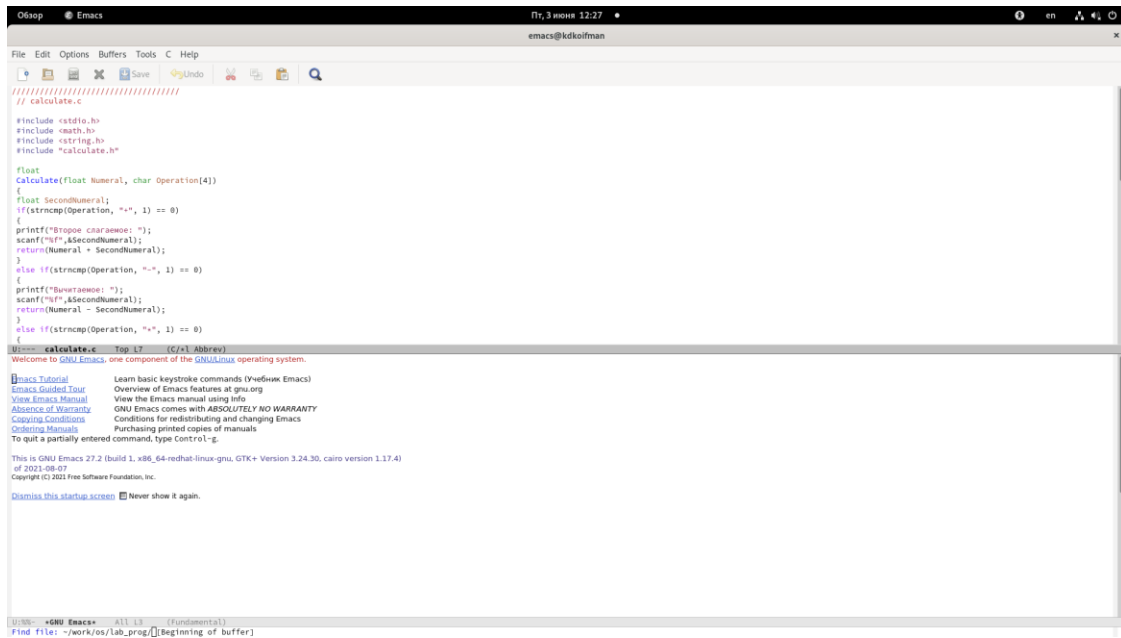 Обзор Emacs Пт, 3 июня 12:27 en
emacs@kdkoifman
File Edit Options Buffers Tools C Help
Save Undo
////////////////////////////////////
// calculate.c
#include <stdio.h>
#include <math.h>
#include <string.h>
#include "calculate.h"
float
Calculate(float Numeral, char Operation[4])
{
float SecondNumeral;
if(strncmp(Operation, "+", 1) == 0)
{
printf("Второе слагаемое: ");
scanf("%f",&SecondNumeral);
return(Numeral + SecondNumeral);
}
else if(strncmp(Operation, "-", 1) == 0)
{
printf("Вычитаемое: ");
scanf("%f",&SecondNumeral);
return(Numeral - SecondNumeral);
}
else if(strncmp(Operation, "*", 1) == 0)
{
U:--- calculate.c Top L7 (C/*l Abbrev)
Welcome to GNU Emacs, one component of the GNU/Linux operating system.
Emacs Tutorial Learn basic keystroke commands (Учебник Emacs)
Emacs Guided Tour Overview of Emacs features at gnu.org
View Emacs Manual View the Emacs manual using Info
Absence of Warranty GNU Emacs comes with ABSOLUTELY NO WARRANTY
Copying Conditions Conditions for redistributing and changing Emacs
Ordering Manuals Purchasing printed copies of manuals
To quit a partially entered command, type Control-g.
This is GNU Emacs 27.2 (build 1, x86_64-redhat-linux-gnu, GTK+ Version 3.24.30, cairo version 1.17.4)
of 2021-08-07
Copyright (C) 2021 Free Software Foundation, Inc.
Dismiss this startup screen Never show it again.
U:%%- *GNU Emacs* All L3 (Fundamental)
Find file: ~/work/os/lab_prog/ [Beginning of buffer]